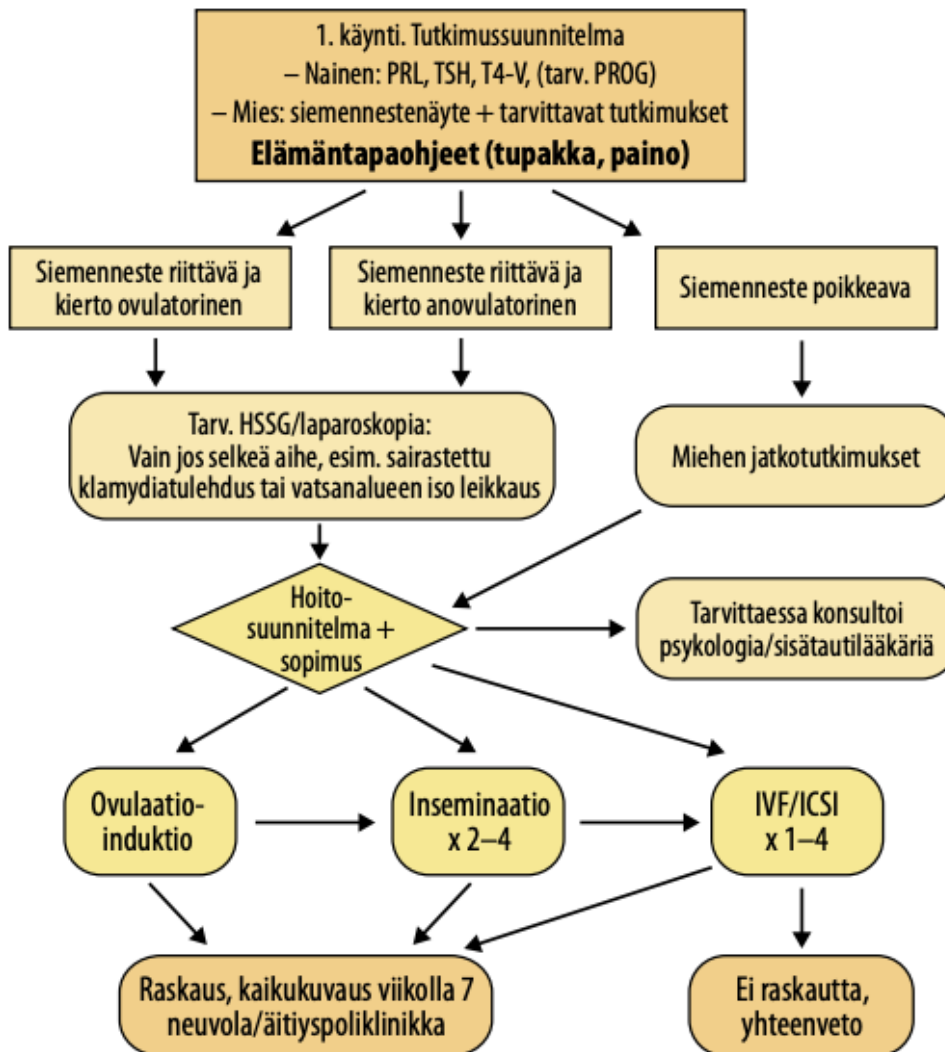 1. käynti. Tutkimussuunnitelma
– Nainen: PRL, TSH, T4-V, (tarv. PROG)
– Mies: siemennestenäyte + tarvittavat tutkimukset
Elämäntapaohjeet (tupakka, paino)
Siemenneste riittävä ja
kierto ovulatorinen
Siemenneste riittävä ja
kierto anovulatorinen
Siemenneste poikkeava
Tarv. HSSG/laparoskopia:
Vain jos selkeä aihe, esim. sairastettu
klamydiatulehdus tai vatsanalueen iso leikkaus
Miehen jatkotutkimukset
Hoito-
suunnitelma +
sopimus
Tarvittaessa konsultoi
psykologia/sisätautilääkäriä
Ovulaatio-
induktio
Inseminaatio
x 2–4
IVF/ICSI
x 1–4
Raskaus, kaikukuvaus viikolla 7
neuvola/äitiyspoliklinikka
Ei raskautta,
yhteenveto